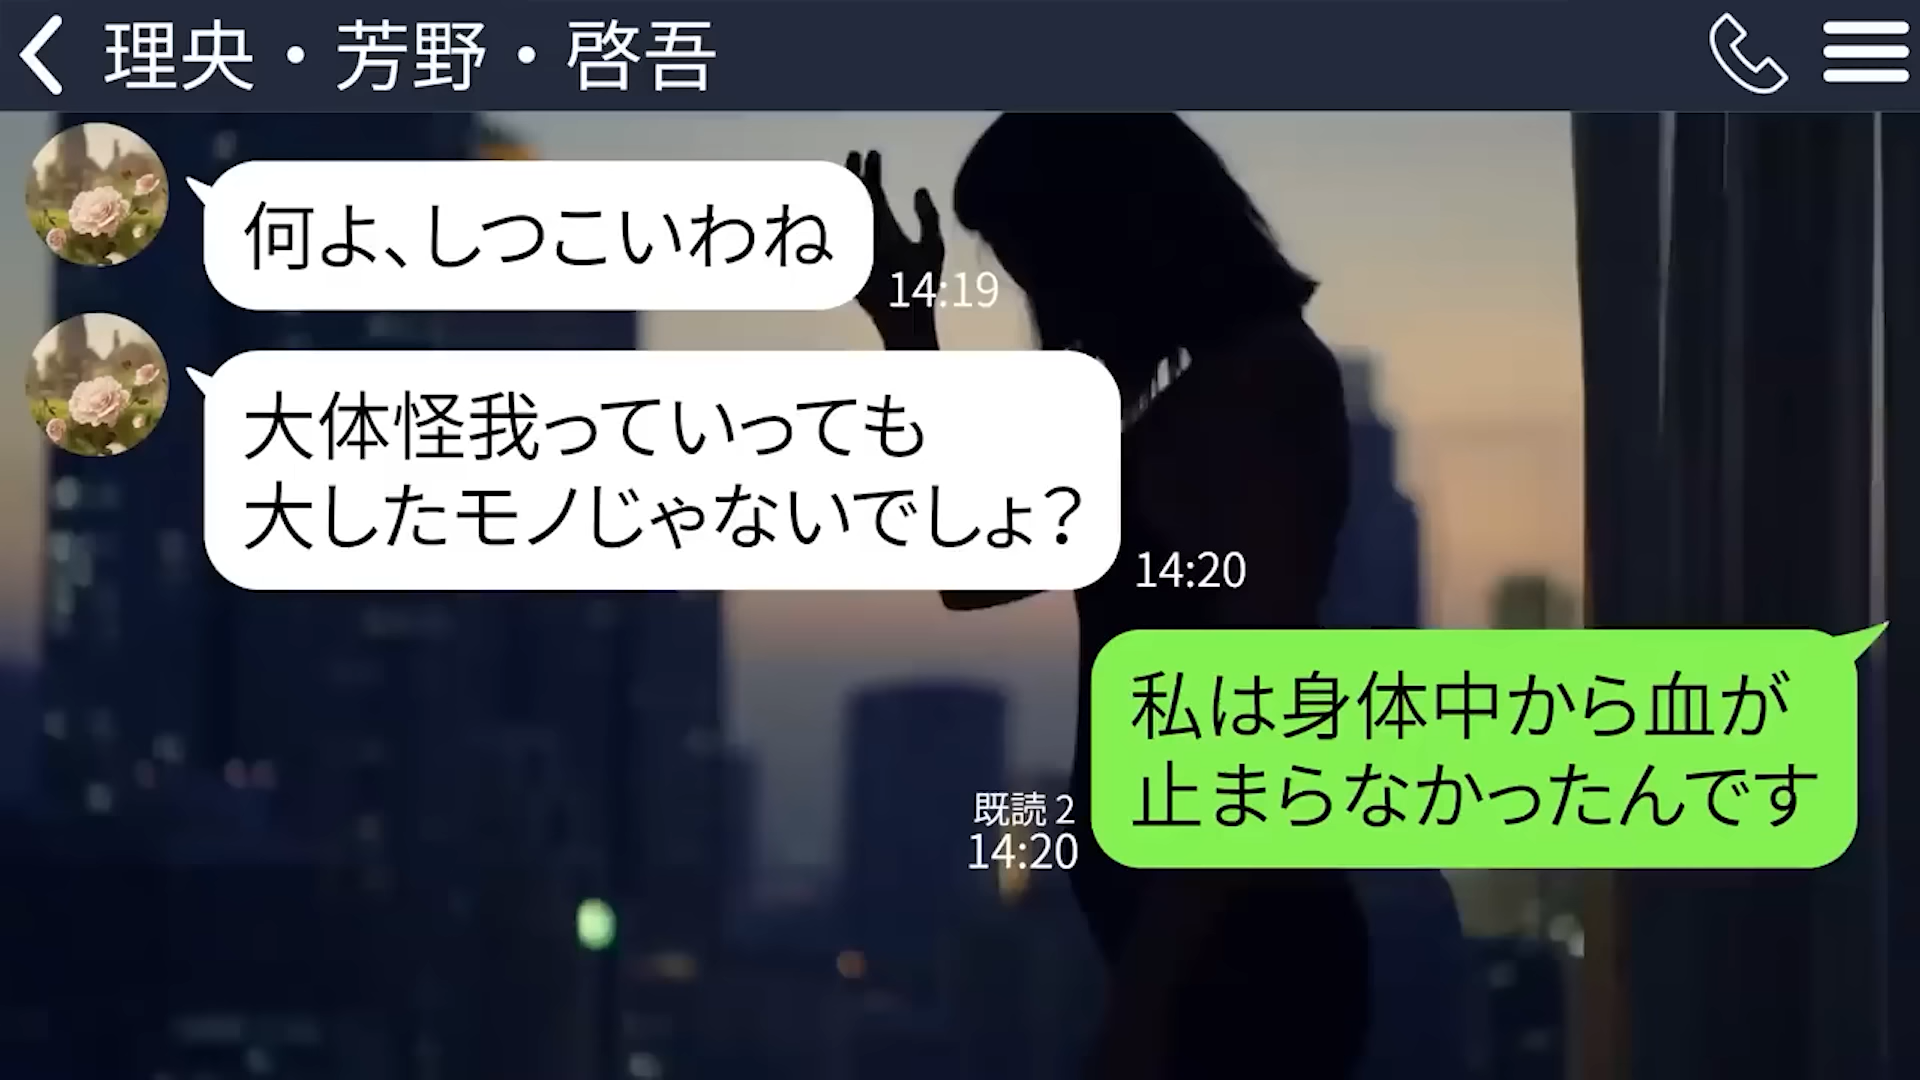 理央・芳野・啓吾
何よ、しつこいわね
14:19
大体怪我っていっても
大したモノじゃないでしょ？
14:20
私は身体中から血が
止まらなかったんです
既読 2
14:20